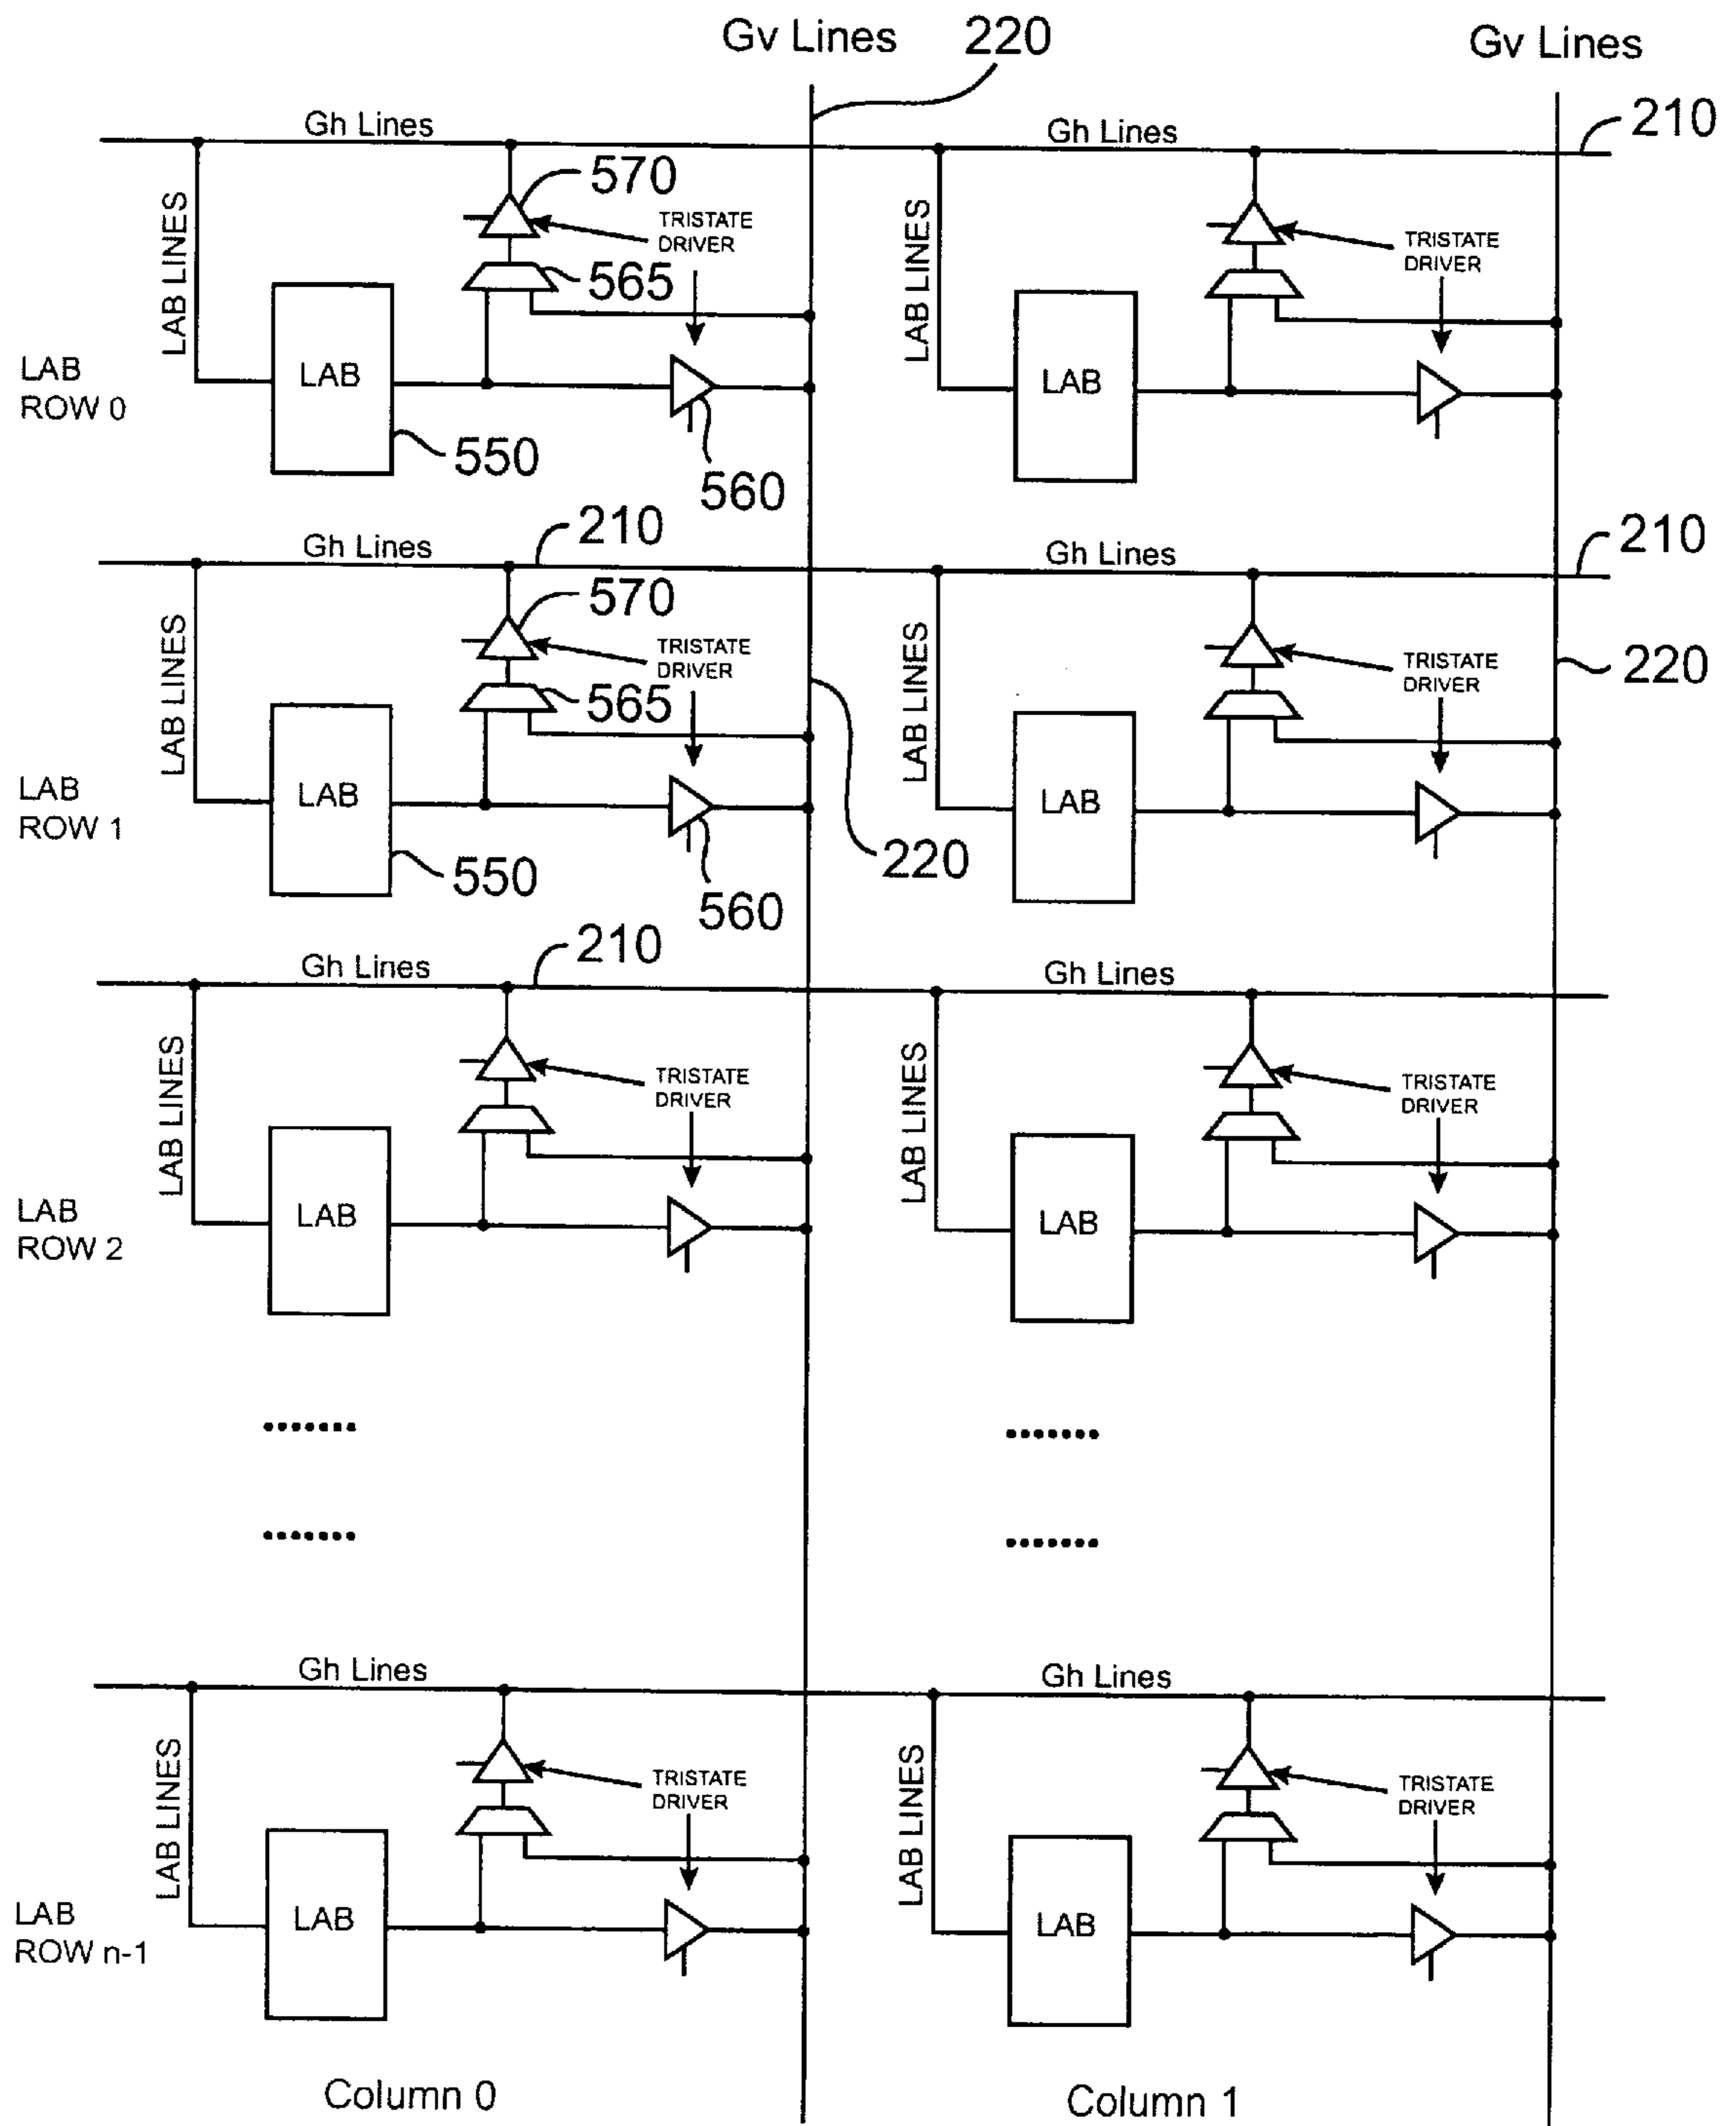 Gv Lines 220 Gv Lines
Gh Lines Gh Lines 210
LAB LINES 570 TRISTATE DRIVER LAB LINES TRISTATE DRIVER
565
LAB ROW 0 LAB LAB
550 560
Gh Lines 210 Gh Lines 210
LAB LINES 570 TRISTATE DRIVER LAB LINES TRISTATE DRIVER 220
565
LAB ROW 1 LAB LAB
550 560 220
Gh Lines 210 Gh Lines
LAB LINES TRISTATE DRIVER LAB LINES TRISTATE DRIVER
LAB ROW 2 LAB LAB
.......  .......
.......  .......
Gh Lines Gh Lines
LAB LINES TRISTATE DRIVER LAB LINES TRISTATE DRIVER
LAB ROW n-1 LAB LAB
Column 0 Column 1